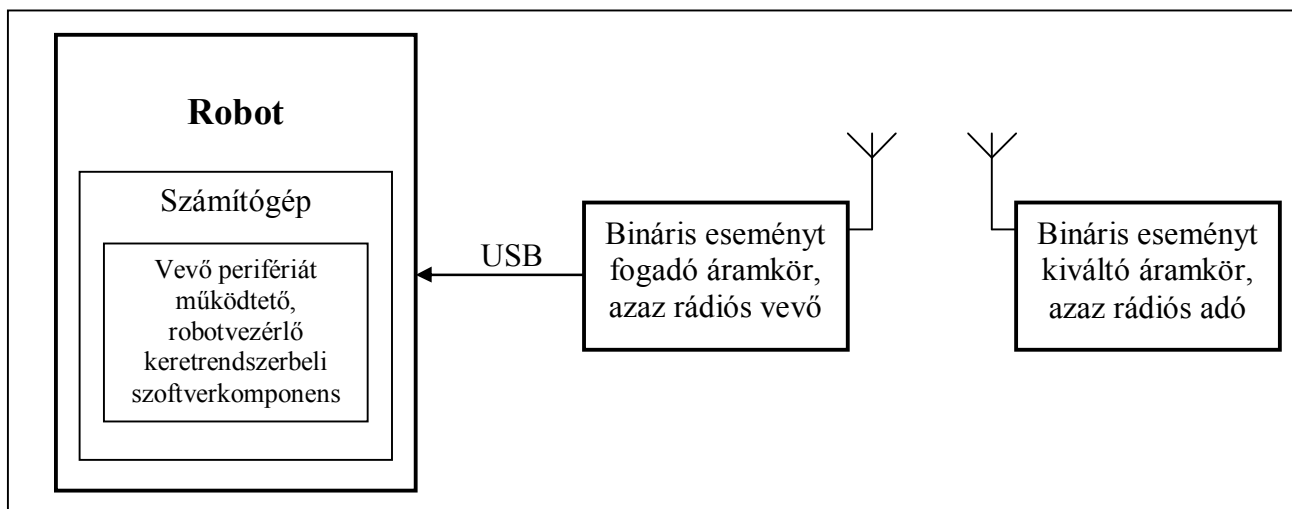 Robot
Számítógép
Vevő perifériát
működtető,
robotvezérlő
keretrendszerbeli
szoftverkomponens
USB
Bináris eseményt
fogadó áramkör,
azaz rádiós vevő
Bináris eseményt
kiváltó áramkör,
azaz rádiós adó